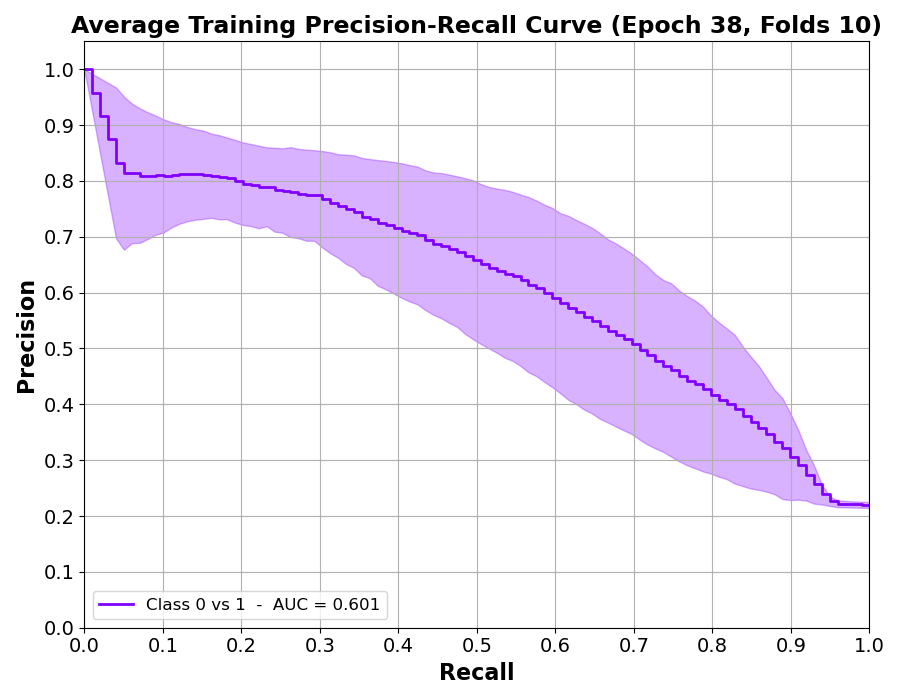 Average Training Precision-Recall Curve (Epoch 38, Folds 10)
1.0
0.9
0.8
0.7
0.6
0.5
0.4
0.3
0.2
0.1
0.0
Precision
Class 0 vs 1  -  AUC = 0.601
0.0 0.1 0.2 0.3 0.4 0.5 0.6 0.7 0.8 0.9 1.0
Recall